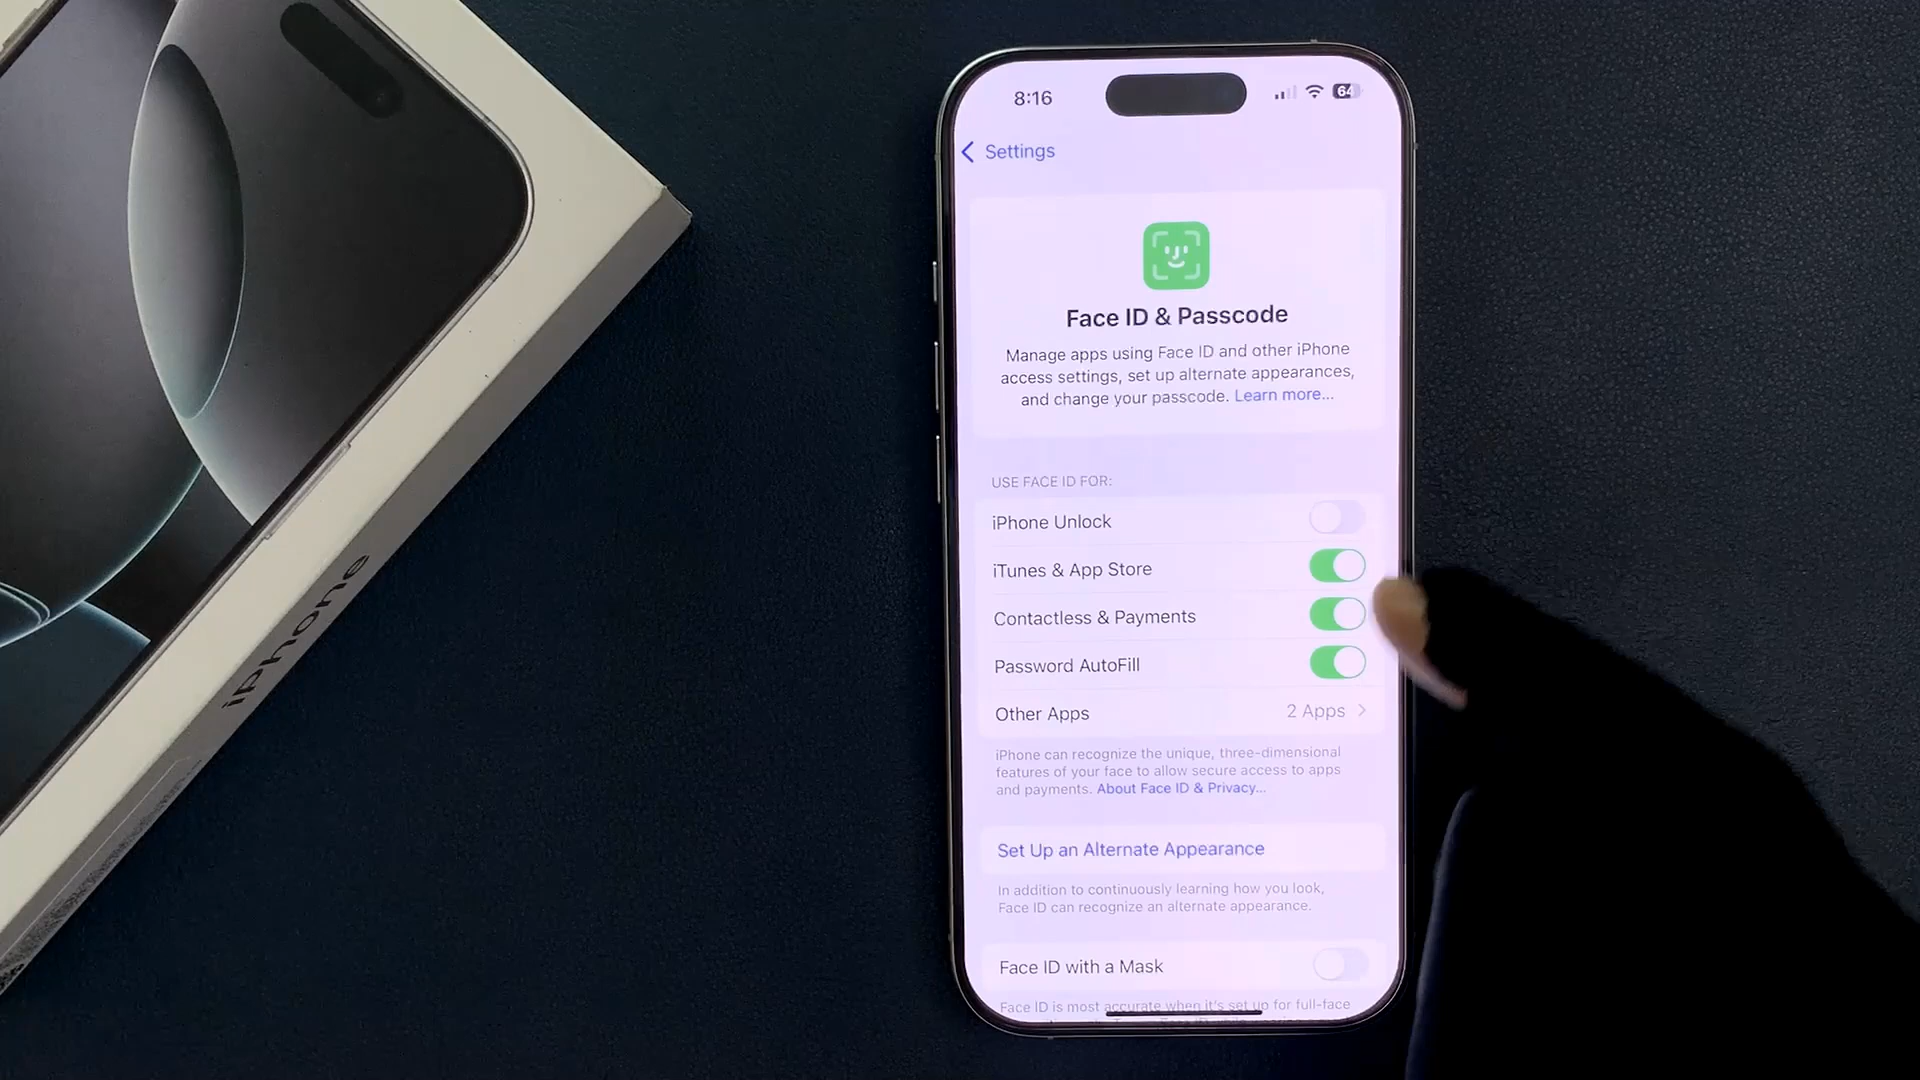 iphone
8:16
64
Settings
Face ID & Passcode
Manage apps using Face ID and other iPhone
access settings, set up alternate appearances,
and change your passcode. Learn more...
USE FACE ID FOR:
iPhone Unlock
iTunes & App Store
Contactless & Payments
Password AutoFill
Other Apps 2 Apps
iPhone can recognize the unique, three-dimensional
features of your face to allow secure access to apps
and payments. About Face ID & Privacy...
Set Up an Alternate Appearance
In addition to continuously learning how you look,
Face ID can recognize an alternate appearance.
Face ID with a Mask
Face ID is most accurate when it's set up for full-face